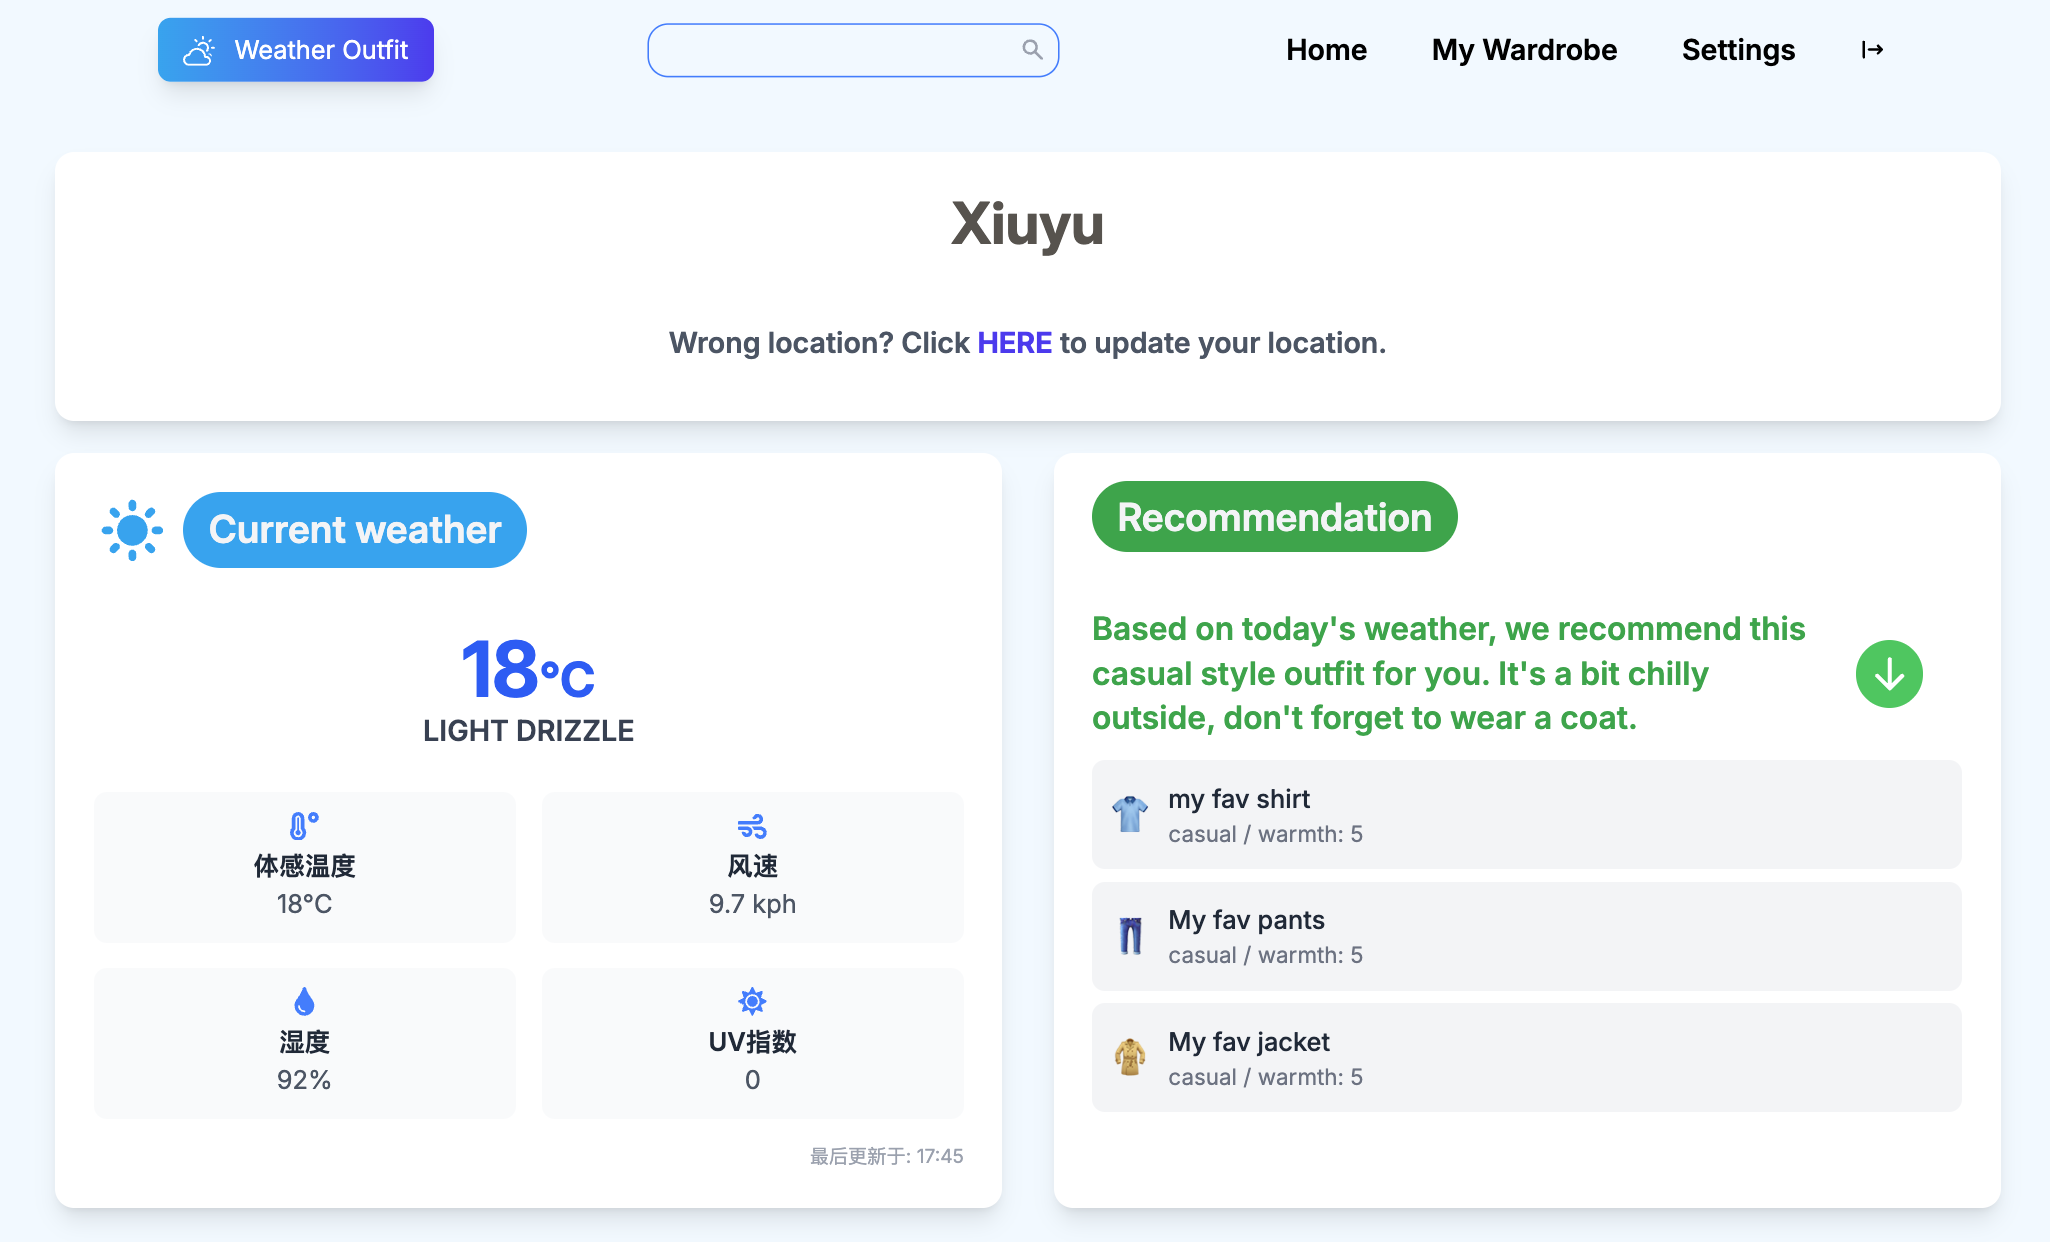 Weather Outfit
Home
My Wardrobe
Settings
Xiuyu
Wrong location? Click HERE to update your location.
Current weather
18°C
LIGHT DRIZZLE
体感温度
18°C
风速
9.7 kph
湿度
92%
UV指数
0
最后更新于: 17:45
Recommendation
Based on today's weather, we recommend this
casual style outfit for you. It's a bit chilly
outside, don't forget to wear a coat.
my fav shirt
casual / warmth: 5
My fav pants
casual / warmth: 5
My fav jacket
casual / warmth: 5